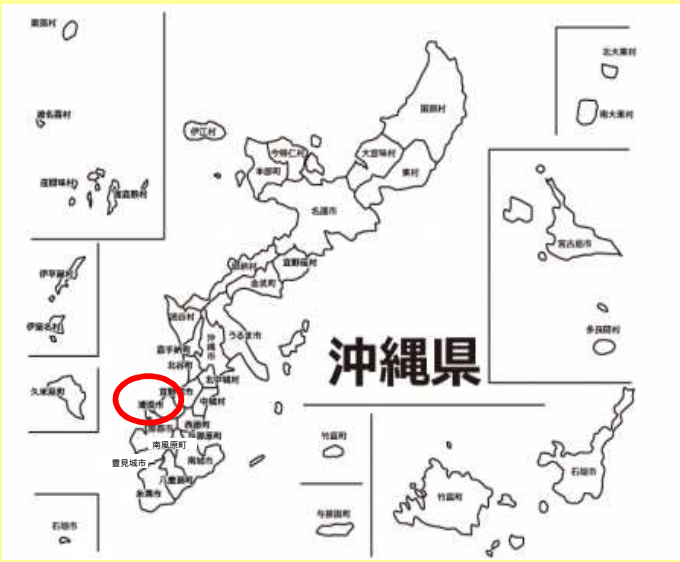 粟国村
渡名喜村
座間味村
渡嘉敷村
伊平屋村
伊是名村
久米島町
石垣市
伊江村
今帰仁村
本部町
国頭村
大宜味村
東村
名護市
恩納村
宜野座村
金武町
読谷村
うるま市
沖縄市
嘉手納町
北谷町
北中城村
宜野湾市
中城村
浦添市
西原町
那覇市
与那原町
南風原町
豊見城市
南城市
八重瀬町
糸満市
沖縄県
北大東村
南大東村
宮古島市
多良間村
竹富町
与那国町
竹富町
石垣市